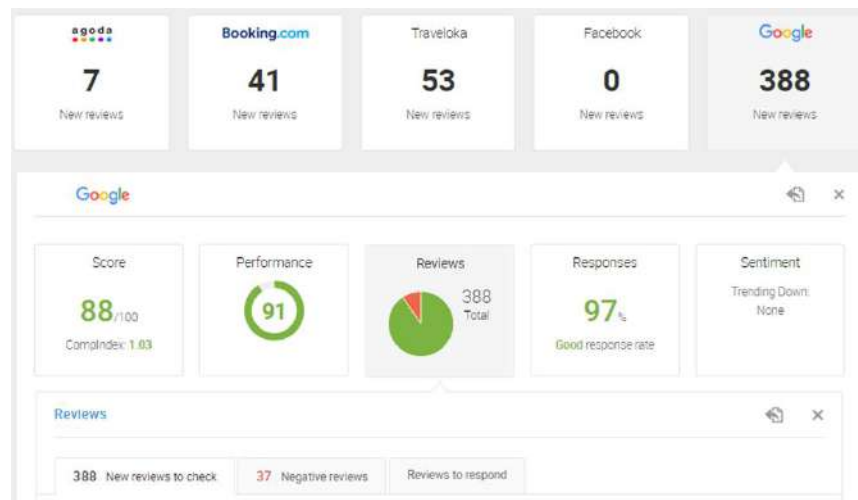 agoda
7
New reviews
Booking.com
41
New reviews
Traveloka
53
New reviews
Facebook
0
New reviews
Google
388
New reviews
Google
Score
88/100
CompIndex: 1.03
Performance
91
Reviews
388
Total
Responses
97%
Good response rate
Sentiment
Trending Down:
None
Reviews
388 New reviews to check
37 Negative reviews
Reviews to respond